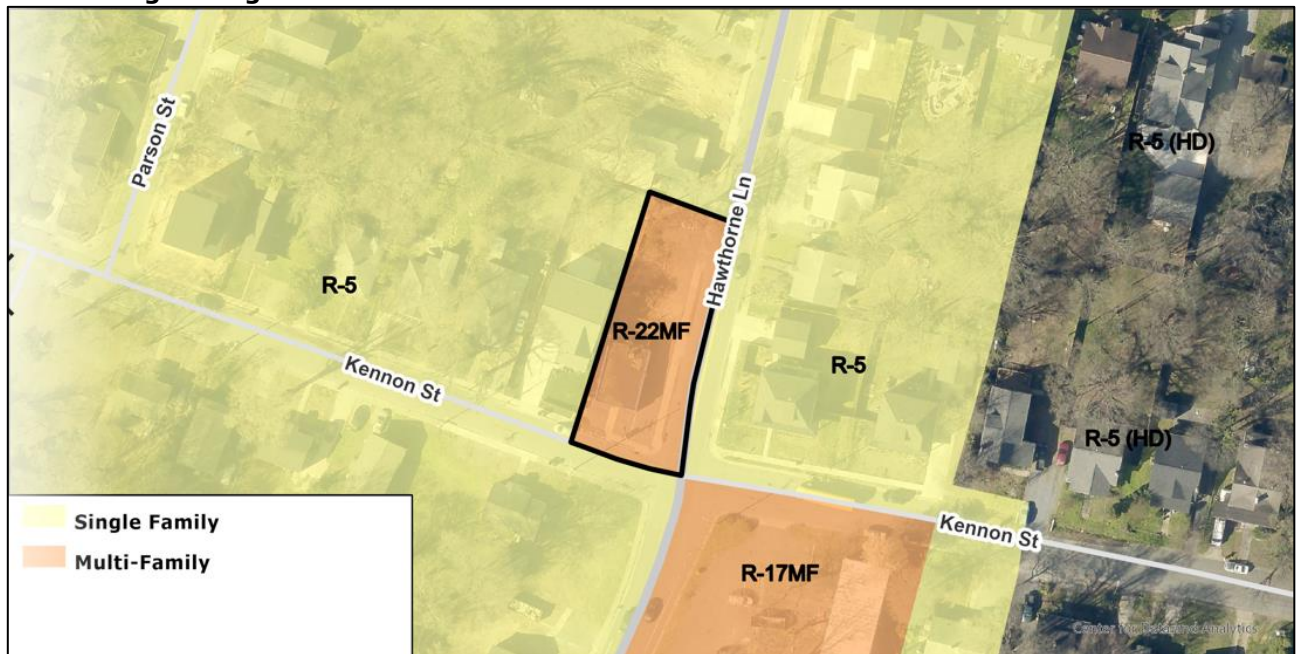 Parson St
Hawthorne Ln
R-5 (HD)
R-5
R-22MF
R-5
Kennon St
R-5 (HD)
Single Family
Multi-Family
R-17MF
Kennon St